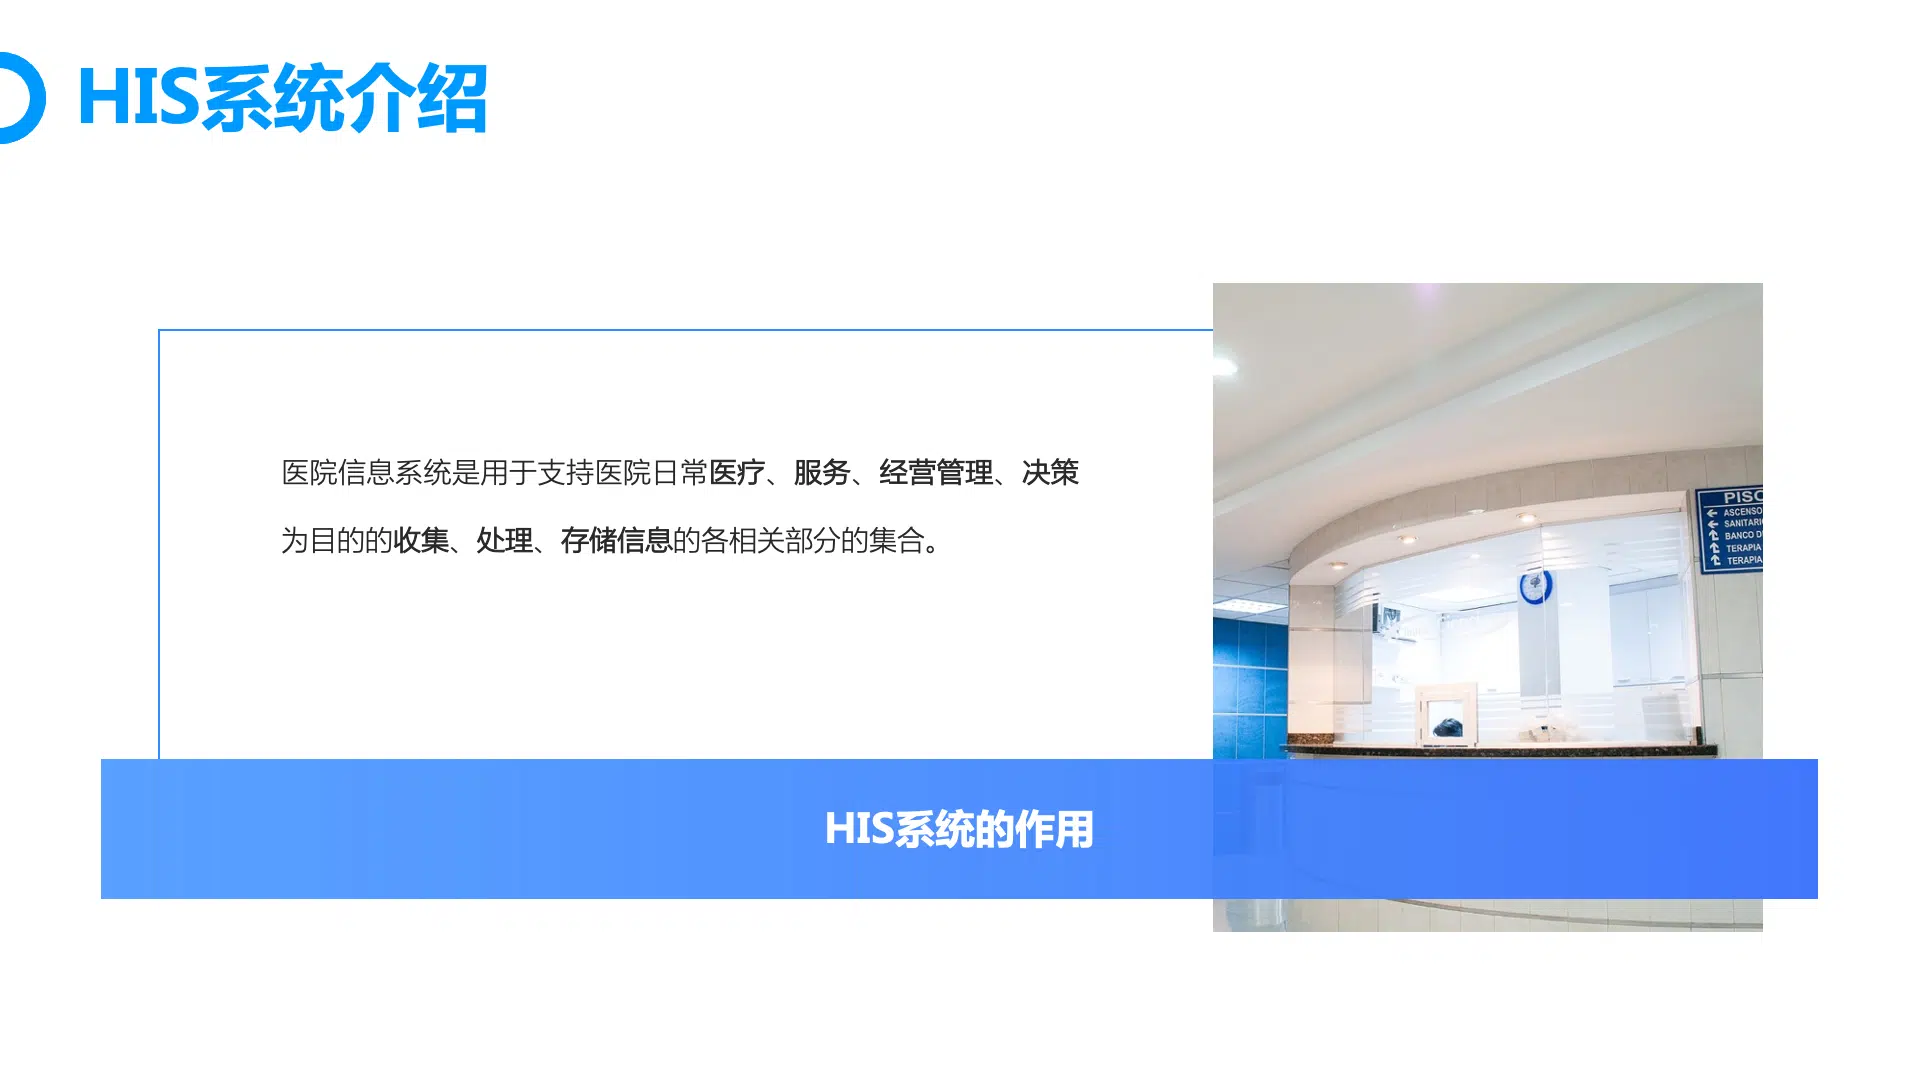 HIS系统介绍
医院信息系统是用于支持医院日常医疗、服务、经营管理、决策
为目的的收集、处理、存储信息的各相关部分的集合。
PISO
ASCENSO
SANITARI
BANCO D
TERAPIA
TERAPIA
HIS系统的作用